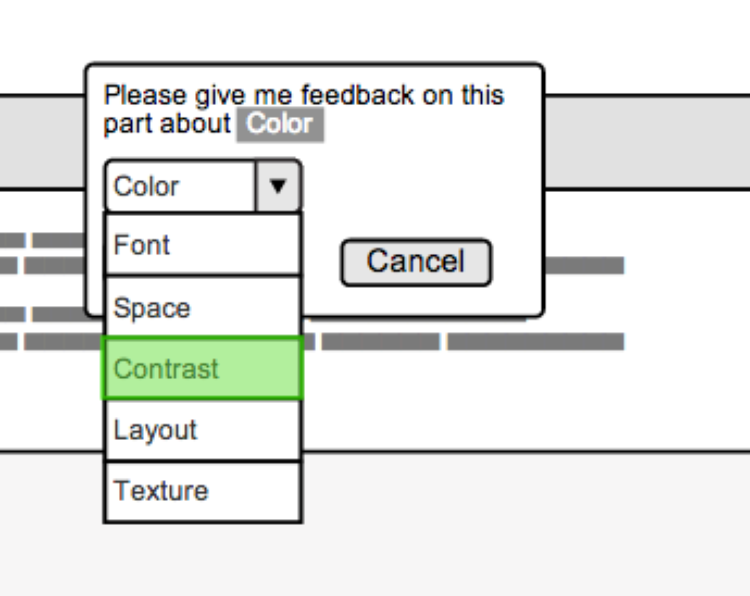 Please give me feedback on this
part about Color
Color ▼
Font
Space
Cancel
Contrast
Layout
Texture